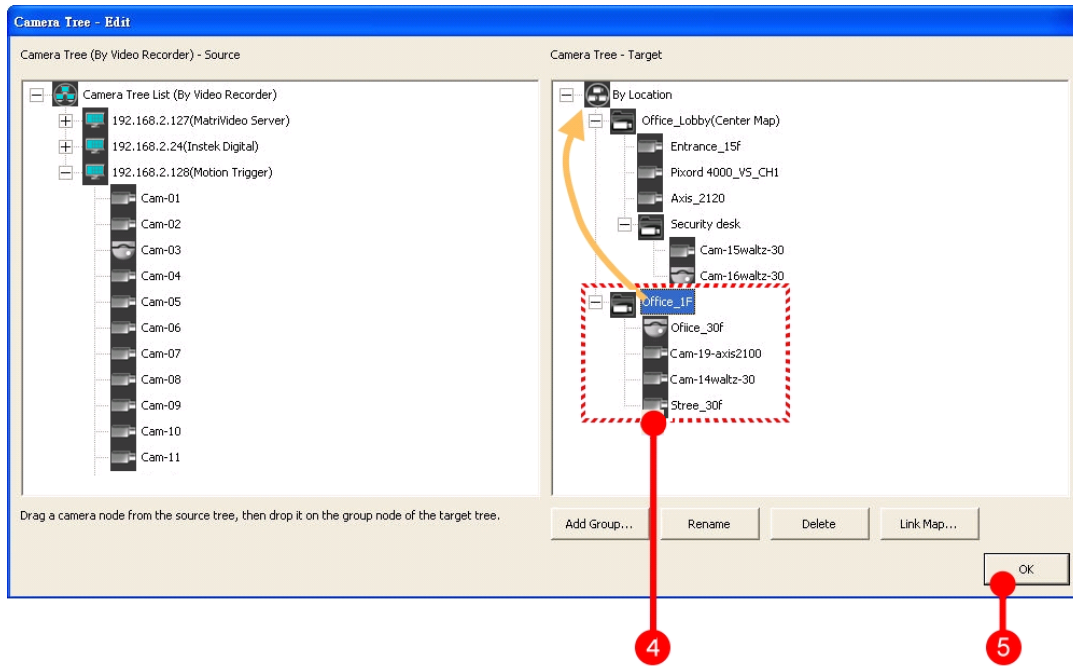 Camera Tree - Edit
Camera Tree (By Video Recorder) - Source
Camera Tree List (By Video Recorder)
192.168.2.127(MatriVideo Server)
192.168.2.24(Instek Digital)
192.168.2.128(Motion Trigger)
Cam-01
Cam-02
Cam-03
Cam-04
Cam-05
Cam-06
Cam-07
Cam-08
Cam-09
Cam-10
Cam-11
Drag a camera node from the source tree, then drop it on the group node of the target tree.
Camera Tree - Target
By Location
Office_Lobby(Center Map)
Entrance_15f
Pixord 4000_VS_CH1
Axis_2120
Security desk
Cam-15waltz-30
Cam-16waltz-30
Office_1F
Ofiice_30f
Cam-19-axis2100
Cam-14waltz-30
Stree_30f
Add Group... Rename Delete Link Map...
OK
4 5